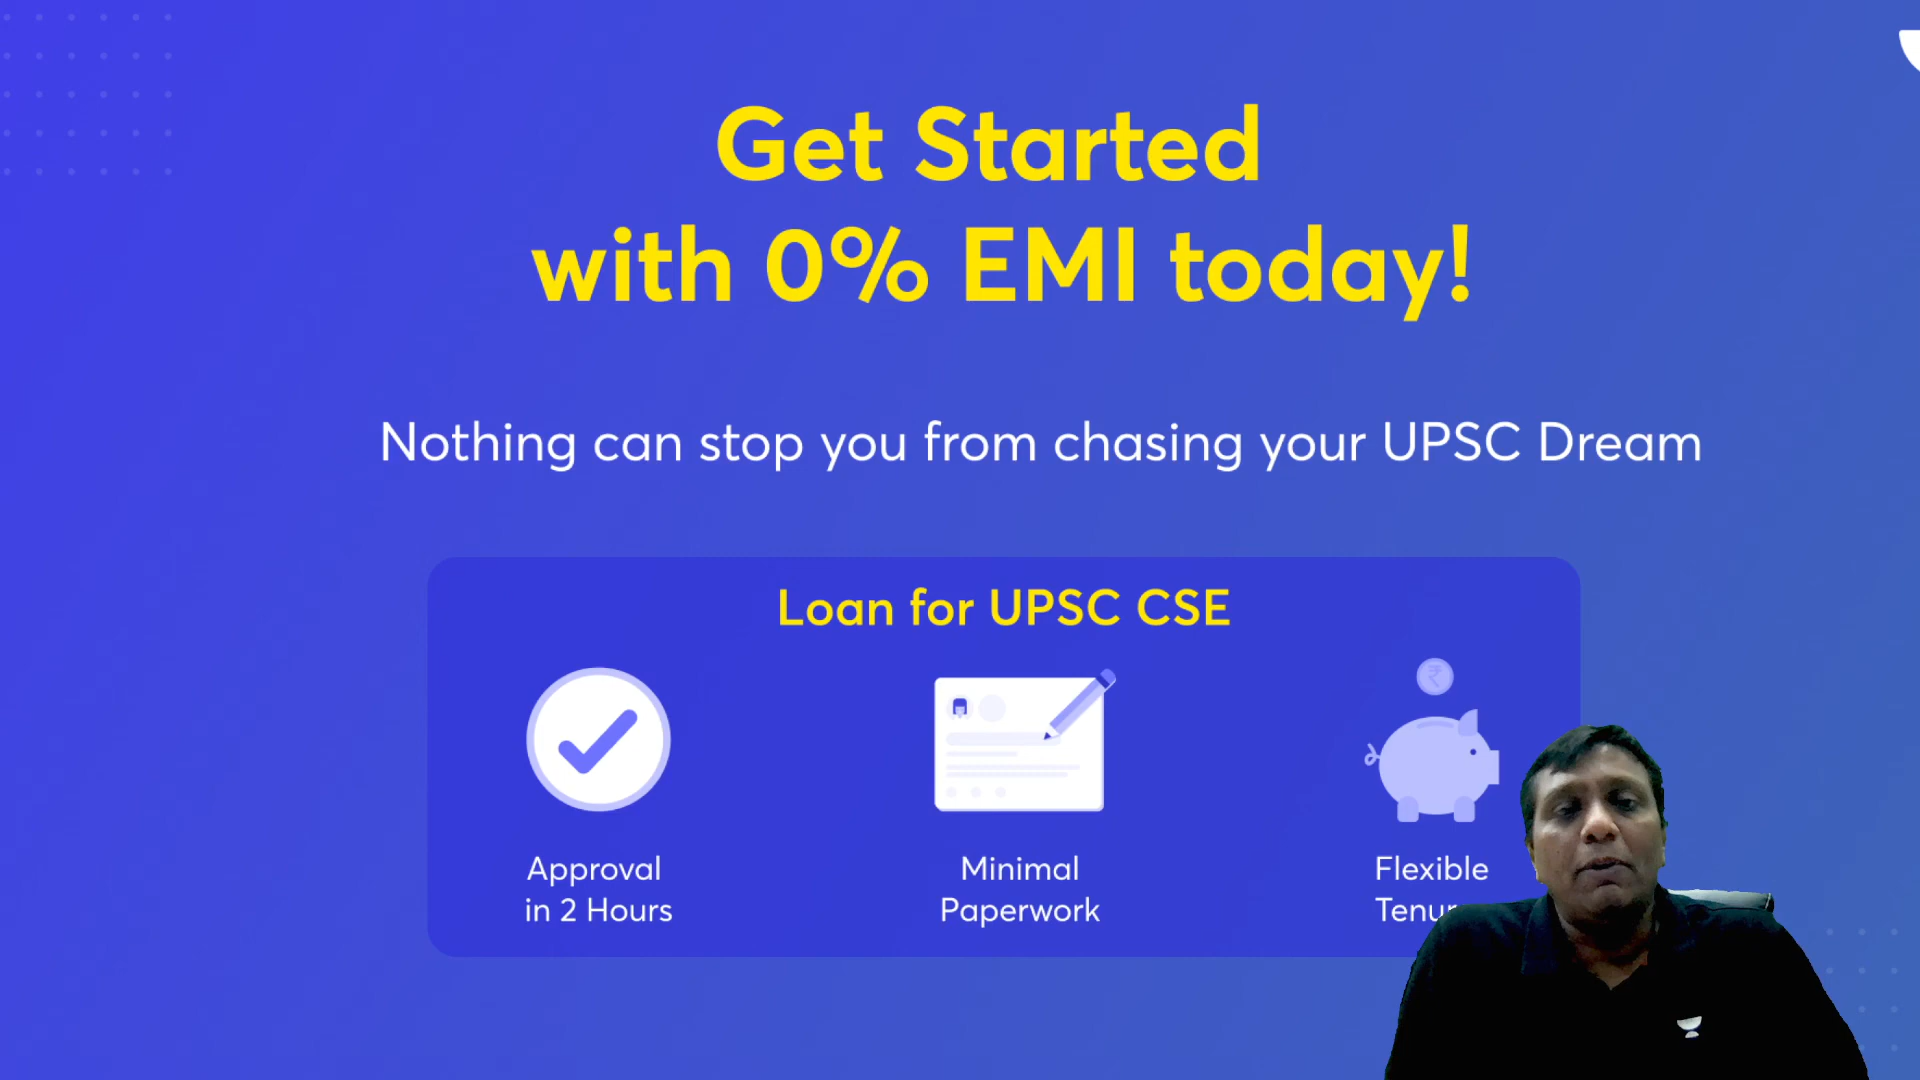 Get Started
with 0% EMI today!
Nothing can stop you from chasing your UPSC Dream
Loan for UPSC CSE
Approval
in 2 Hours
Minimal
Paperwork
Flexible